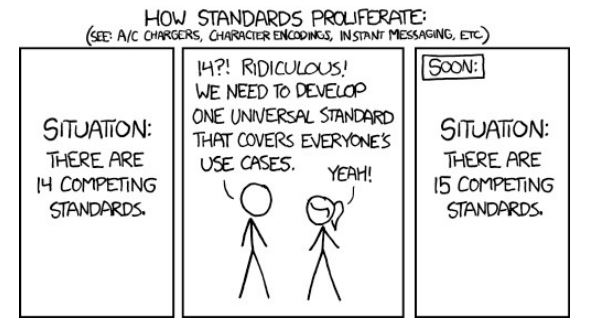 HOW STANDARDS PROLIFERATE:
(SEE: A/C CHARGERS, CHARACTER ENCODINGS, INSTANT MESSAGING, ETC.)
SITUATION:
THERE ARE
14 COMPETING
STANDARDS.
14?! RIDICULOUS!
WE NEED TO DEVELOP
ONE UNIVERSAL STANDARD
THAT COVERS EVERYONE'S
USE CASES.
YEAH!
SOON:
SITUATION:
THERE ARE
15 COMPETING
STANDARDS.